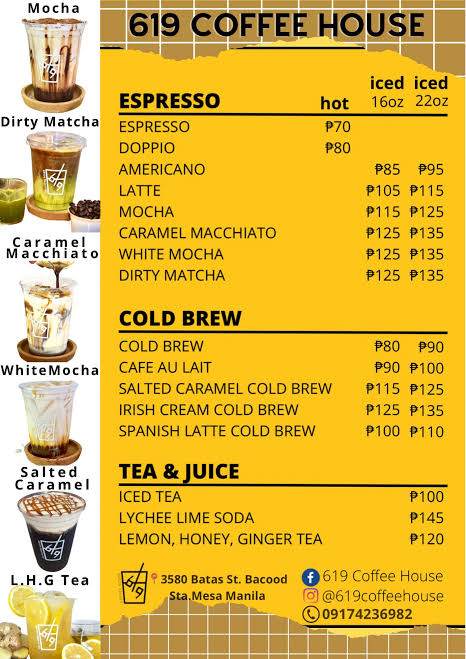 Mocha
Dirty Matcha
Caramel
Macchiato
WhiteMocha
Salted
Caramel
L.H.G Tea
619 COFFEE HOUSE
ESPRESSO hot iced 16oz iced 22oz
ESPRESSO ₱70
DOPPIO ₱80
AMERICANO ₱85 ₱95
LATTE ₱105 ₱115
MOCHA ₱115 ₱125
CARAMEL MACCHIATO ₱125 ₱135
WHITE MOCHA ₱125 ₱135
DIRTY MATCHA ₱125 ₱135
COLD BREW
COLD BREW ₱80 ₱90
CAFE AU LAIT ₱90 ₱100
SALTED CARAMEL COLD BREW ₱115 ₱125
IRISH CREAM COLD BREW ₱125 ₱135
SPANISH LATTE COLD BREW ₱100 ₱110
TEA & JUICE
ICED TEA ₱100
LYCHEE LIME SODA ₱145
LEMON, HONEY, GINGER TEA ₱120
619
3580 Batas St. Bacood
Sta.Mesa Manila
619 Coffee House
@619coffeehouse
09174236982